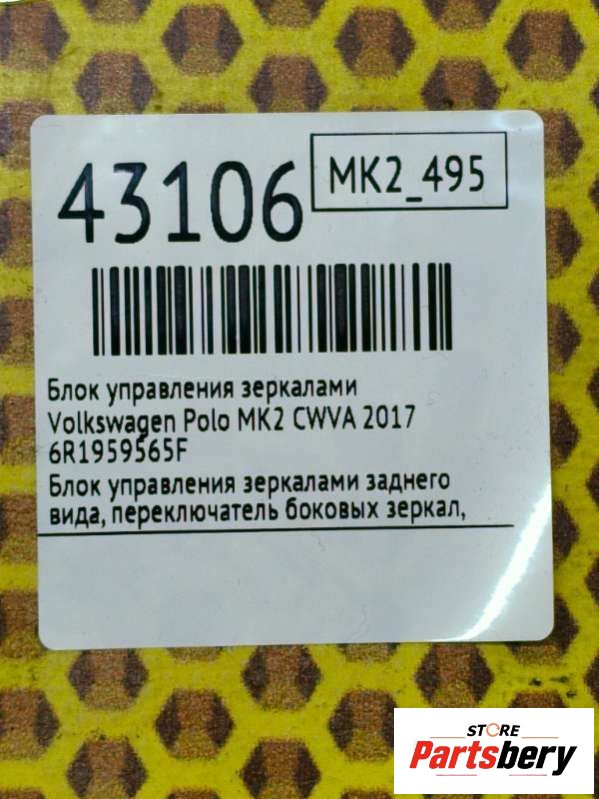 43106
MK2_495
Блок управления зеркалами
Volkswagen Polo MK2 CWVA 2017
6R1959565F
Блок управления зеркалами заднего
вида, переключатель боковых зеркал,
STORE
Partsbery